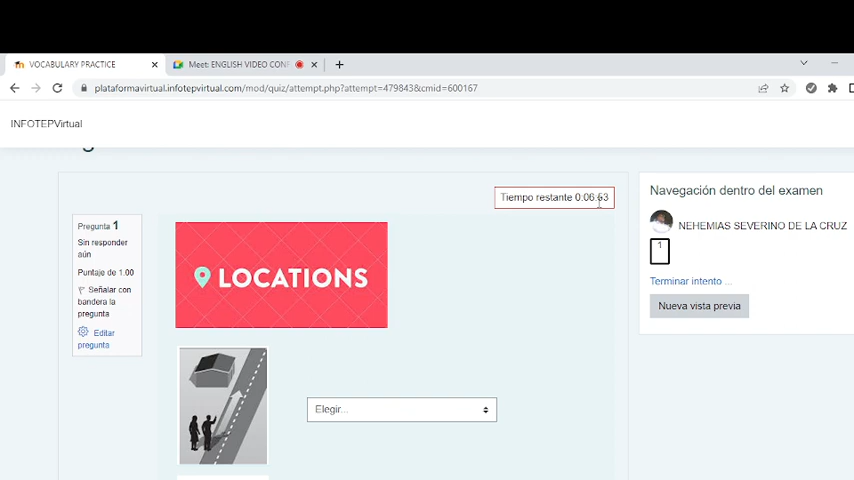 VOCABULARY PRACTICE
Meet: ENGLISH VIDEO CONF
plataformavirtual.infotepvirtual.com/mod/quiz/attempt.php?attempt=479843&cmid=600167
INFOTEPVirtual
Tiempo restante 0:06:53
Pregunta 1
Sin responder
aún
Puntaje de 1.00
Señalar con
bandera la
pregunta
Editar
pregunta
LOCATIONS
Elegir...
Navegación dentro del examen
NEHEMIAS SEVERINO DE LA CRUZ
1
Terminar intento ...
Nueva vista previa